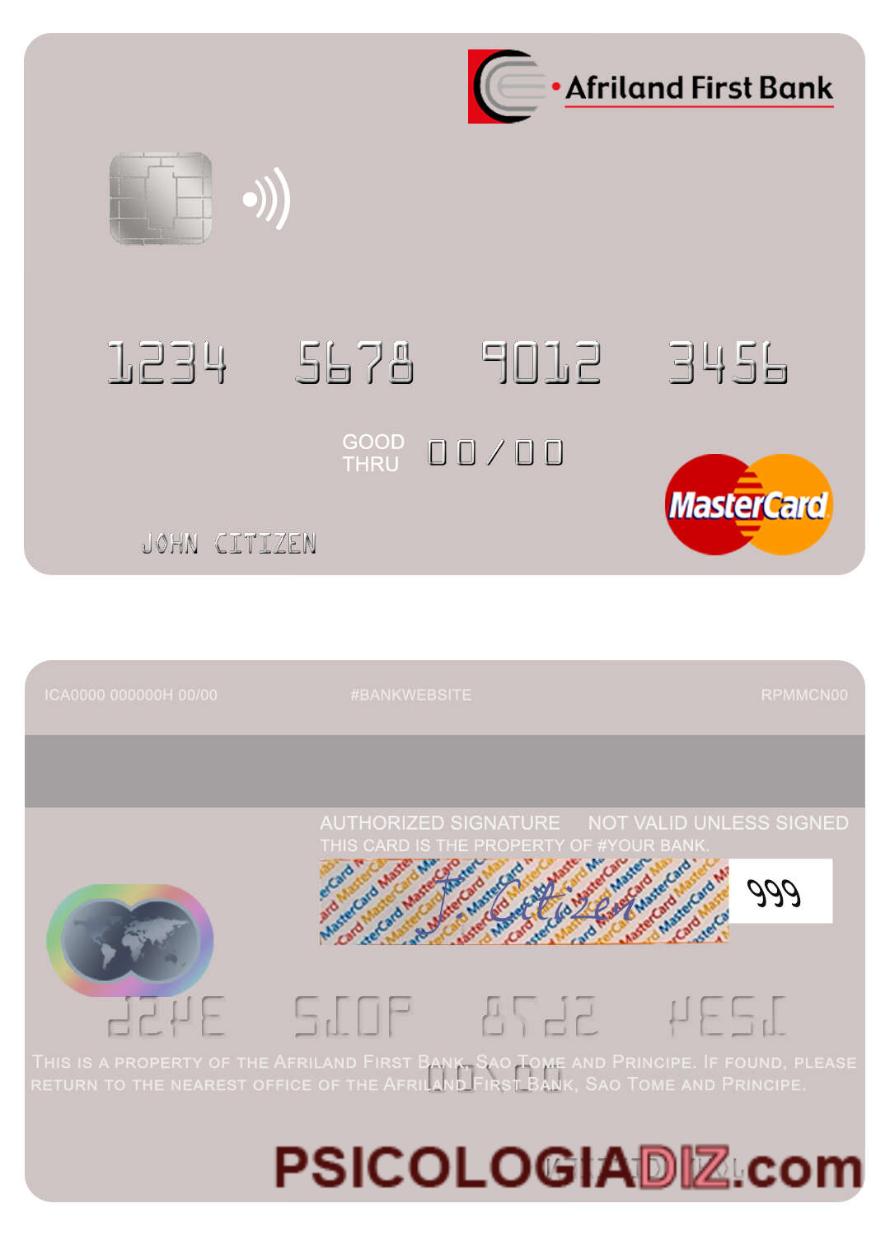 Afriland First Bank
1234 5678 9012 3456
GOOD
THRU 00/00
MasterCard
JOHN CITIZEN
ICA0000 000000H 00/00 #BANKWEBSITE RPMMCN00
AUTHORIZED SIGNATURE NOT VALID UNLESS SIGNED
THIS CARD IS THE PROPERTY OF #YOUR BANK.
J. Citizen 999
THIS IS A PROPERTY OF THE AFRILAND FIRST BANK, SAO TOME AND PRINCIPE. IF FOUND, PLEASE
RETURN TO THE NEAREST OFFICE OF THE AFRILAND FIRST BANK, SAO TOME AND PRINCIPE.
PSICOLOGIADIZ.com